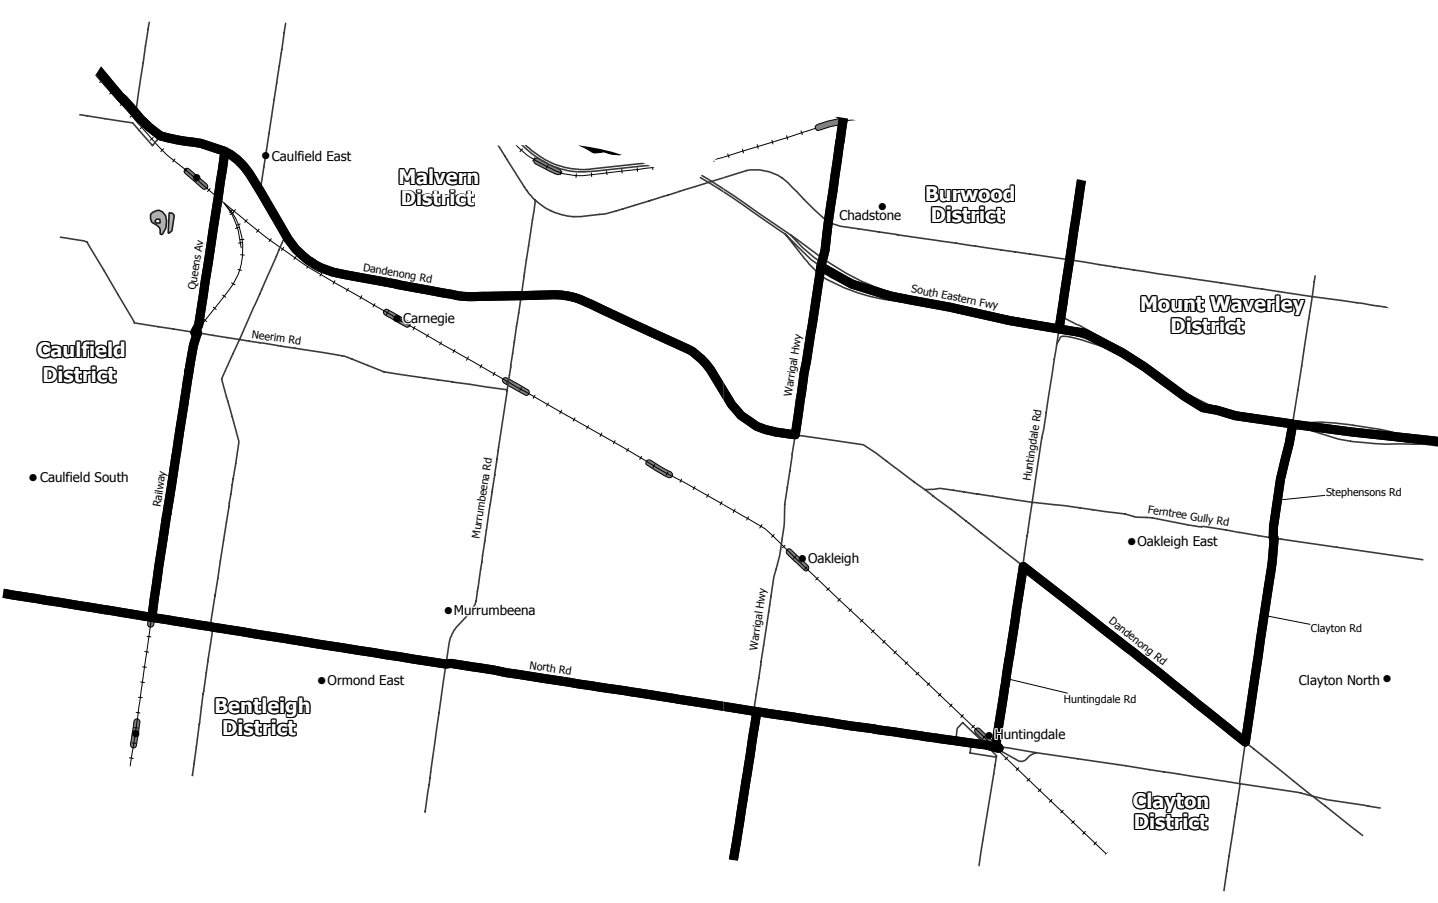 Caulfield East
Malvern
District
Burwood
District
Chadstone
Queens Av
Dandenong Rd
South Eastern Fwy
Mount Waverley
District
Carnegie
Neerim Rd
Caulfield
District
Warrigal Hwy
Huntingdale Rd
Caulfield South
Railway
Murrumbeena Rd
Stephensons Rd
Ferntree Gully Rd
Oakleigh East
Oakleigh
Murrumbeena
Warrigal Hwy
Clayton Rd
Dandenong Rd
North Rd
Ormond East
Clayton North
Huntingdale Rd
Bentleigh
District
Huntingdale
Clayton
District